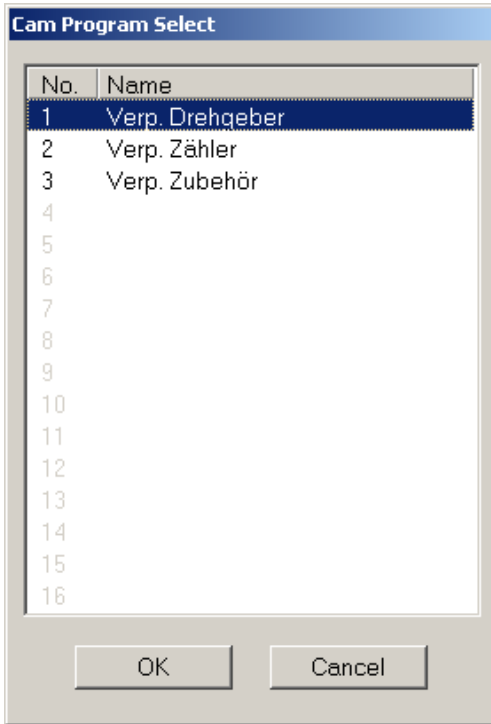 Cam Program Select
No. Name
1 Verp. Drehgeber
2 Verp. Zähler
3 Verp. Zubehör
4
5
6
7
8
9
10
11
12
13
14
15
16
OK Cancel